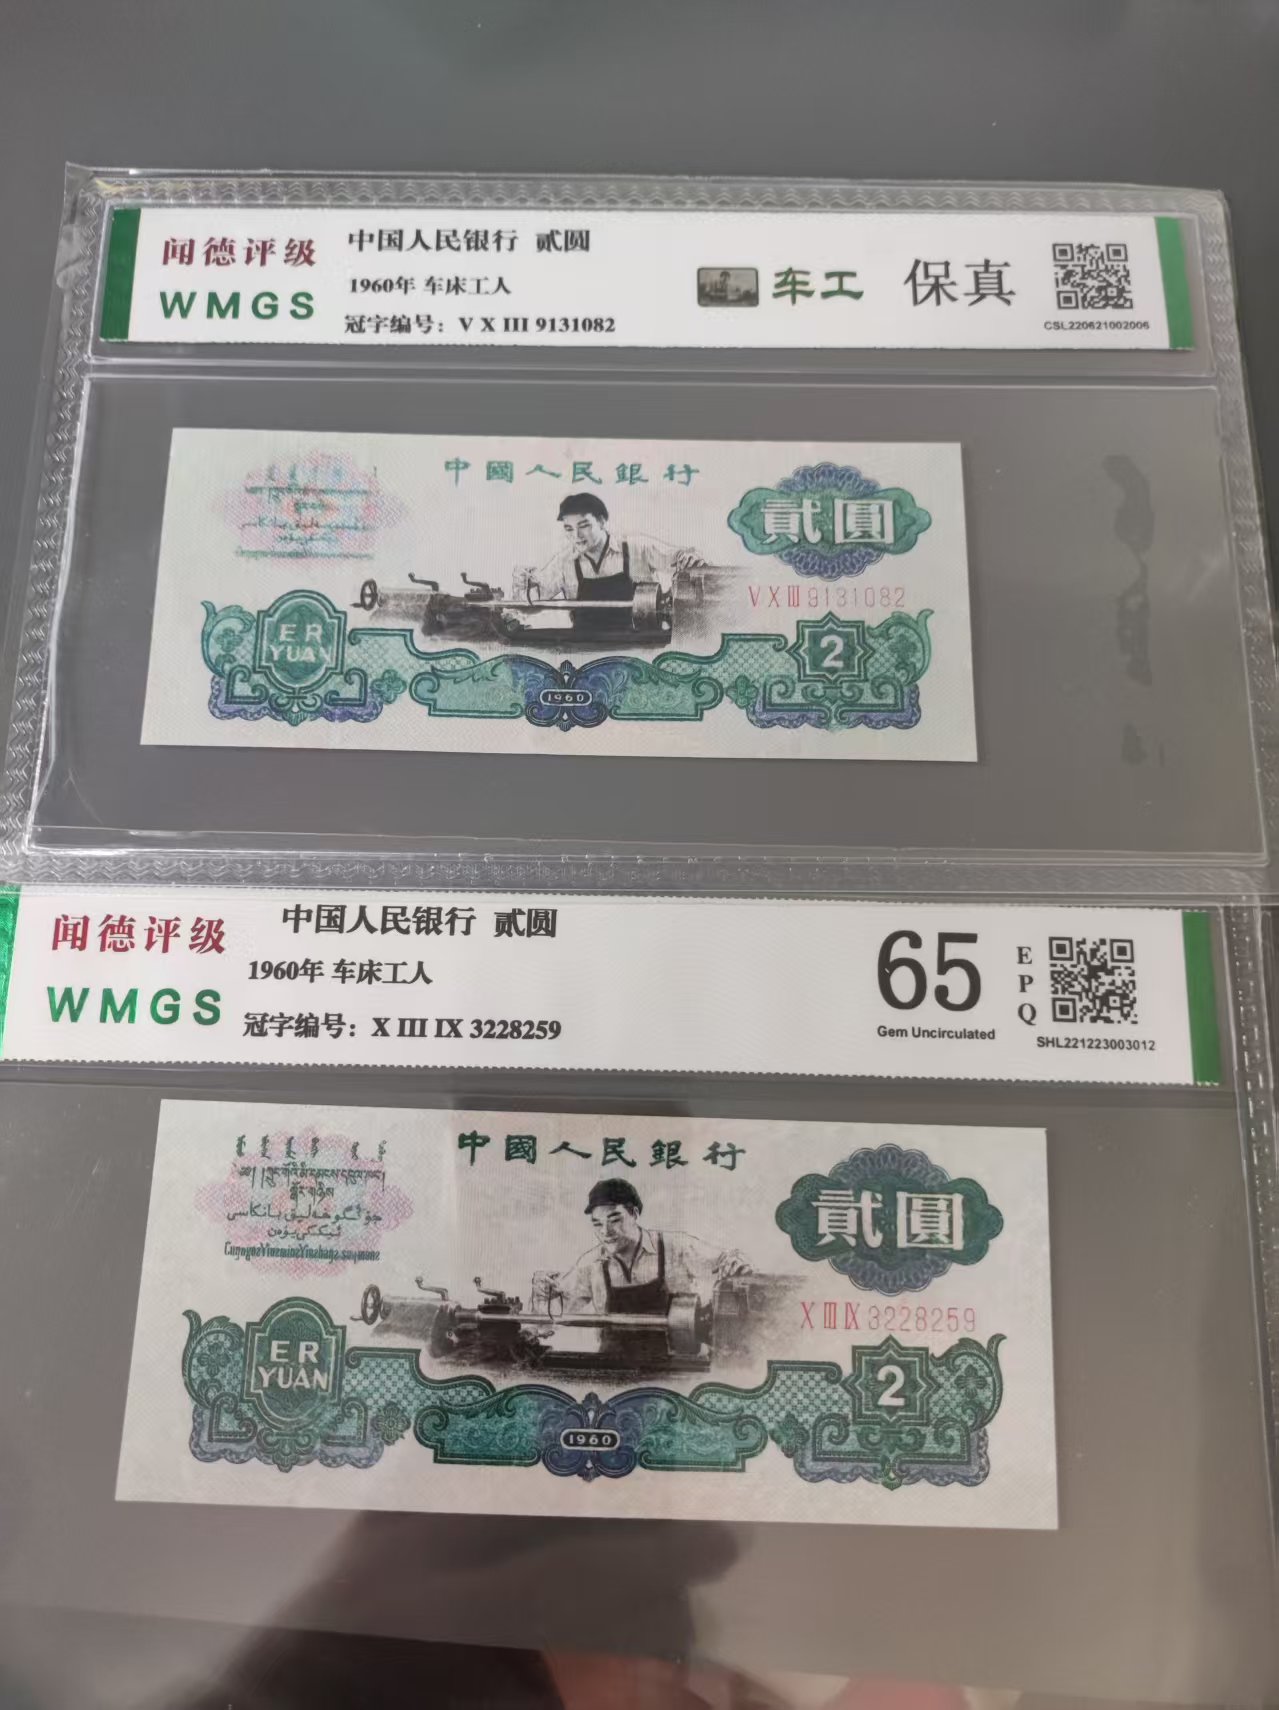 闻德评级
WMGS
中国人民银行 贰圆
1960年 车床工人
冠字编号: V X III 9131082
车工
保真
CSL220621002006
中國人民銀行
貳圓
V X III 9131082
ER
YUAN
2
1960
闻德评级
WMGS
中国人民银行 贰圆
1960年 车床工人
冠字编号: X III IX 3228259
65
Gem Uncirculated
E
P
Q
SHL221223003012
中國人民銀行
貳圓
X III IX 3228259
ER
YUAN
2
1960